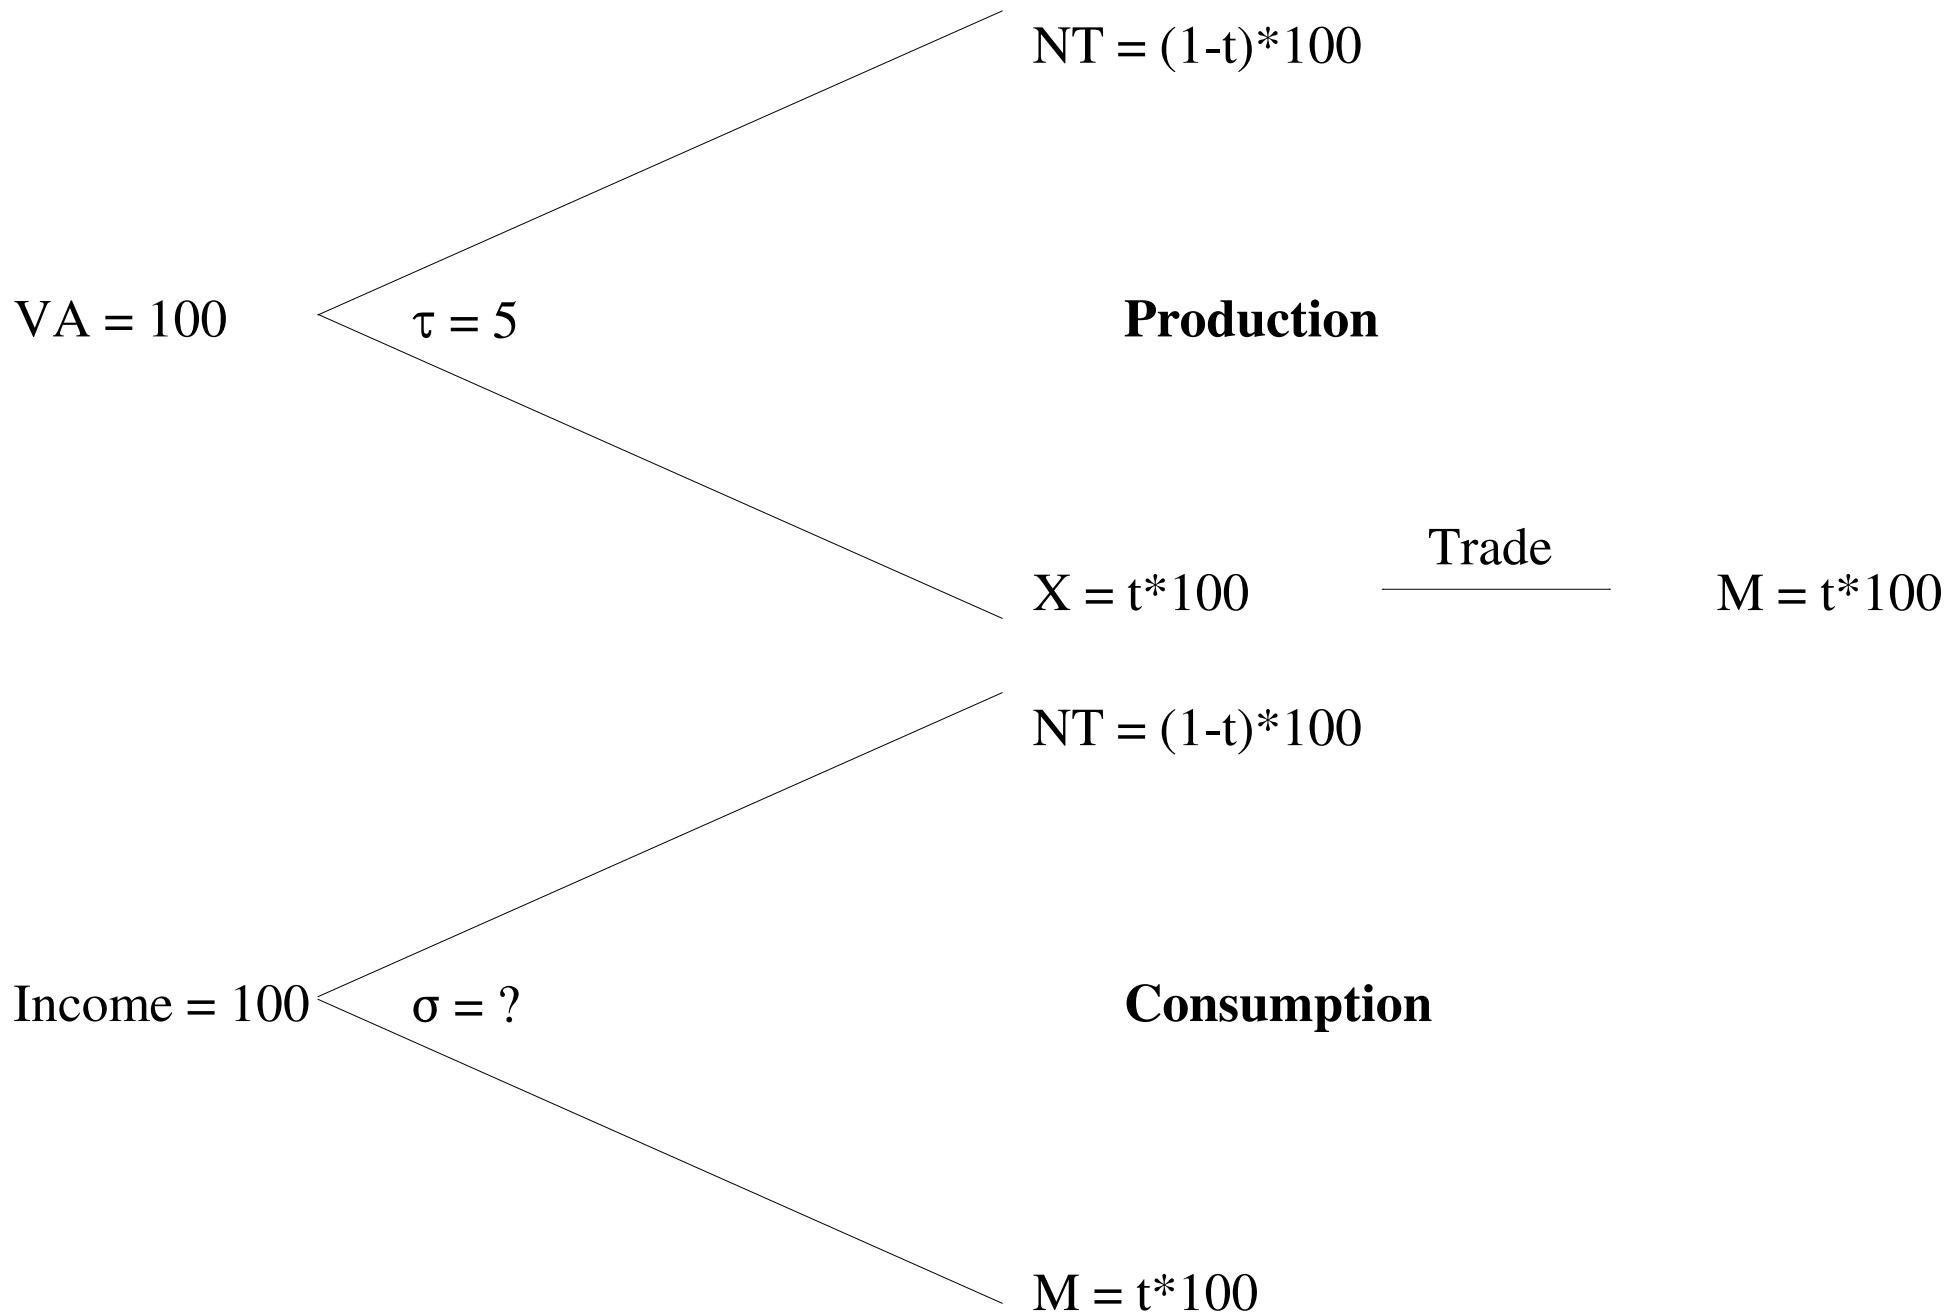 NT = (1-t)*100
VA = 100
τ = 5
Production
Trade
X = t*100
M = t*100
NT = (1-t)*100
Income = 100
σ = ?
Consumption
M = t*100